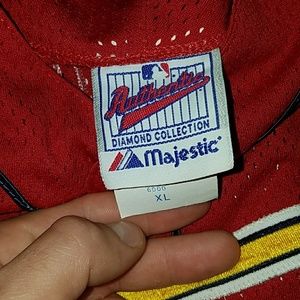 Authentic
DIAMOND COLLECTION
Majestic
6500
XL